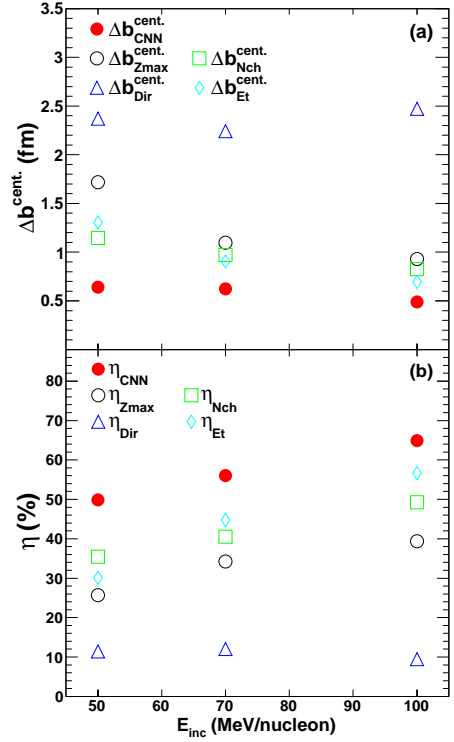 3.5
3
2.5
2
1.5
1
0.5
Δb^cent. (fm)
(a)
Δb^cent._CNN
Δb^cent._Zmax
Δb^cent._Nch
Δb^cent._Dir
Δb^cent._Et
80
70
60
50
40
30
20
10
0
η (%)
(b)
η_CNN
η_Zmax
η_Nch
η_Dir
η_Et
50 60 70 80 90 100
E_inc (MeV/nucleon)